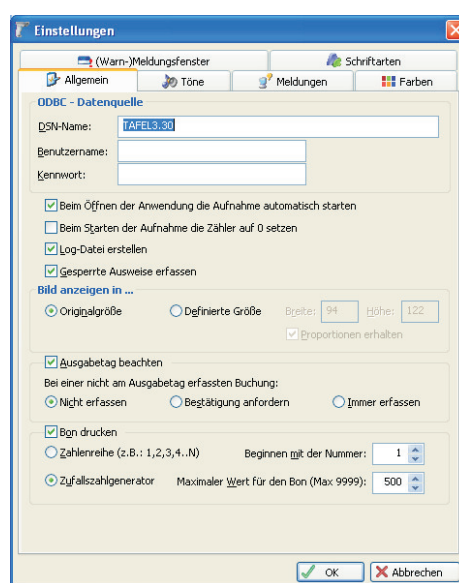 Einstellungen
(Warn-)Meldungsfenster Schriftarten
Allgemein Töne Meldungen Farben
ODBC - Datenquelle
DSN-Name: TAFEL3.30
Benutzername:
Kennwort:
Beim Öffnen der Anwendung die Aufnahme automatisch starten
Beim Starten der Aufnahme die Zähler auf 0 setzen
Log-Datei erstellen
Gesperrte Ausweise erfassen
Bild anzeigen in ...
Originalgröße Definierte Größe Breite: 94 Höhe: 122
Proportionen erhalten
Ausgabetag beachten
Bei einer nicht am Ausgabetag erfassten Buchung:
Nicht erfassen Bestätigung anfordern Immer erfassen
Bon drucken
Zahlenreihe (z.B.: 1,2,3,4..N) Beginnen mit der Nummer: 1
Zufallszahlgenerator Maximaler Wert für den Bon (Max 9999): 500
OK Abbrechen